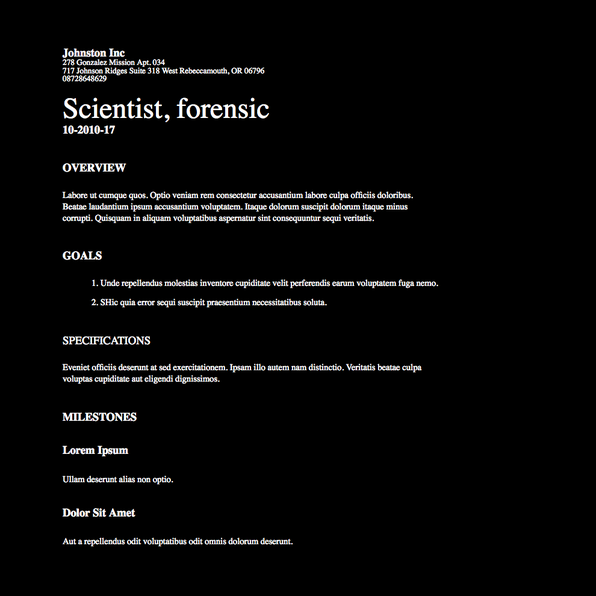 Johnston Inc
278 Gonzalez Mission Apt. 034
717 Johnson Ridges Suite 318 West Rebeccamouth, OR 06796
08728648629
Scientist, forensic
10-2010-17
OVERVIEW
Labore ut cumque quos. Optio veniam rem consectetur accusantium labore culpa officiis doloribus.
Beatae laudantium ipsum accusantium voluptatem. Itaque dolorum suscipit dolorum itaque minus
corrupti. Quisquam in aliquam voluptatibus aspernatur sint consequuntur sequi veritatis.
GOALS
1. Unde repellendus molestias inventore cupiditate velit perferendis earum voluptatem fuga nemo.
2. SHic quia error sequi suscipit praesentium necessitatibus soluta.
SPECIFICATIONS
Eveniet officiis deserunt at sed exercitationem. Ipsam illo autem nam distinctio. Veritatis beatae culpa
voluptas cupiditate aut eligendi dignissimos.
MILESTONES
Lorem Ipsum
Ullam deserunt alias non optio.
Dolor Sit Amet
Aut a repellendus odit voluptatibus odit omnis dolorum deserunt.